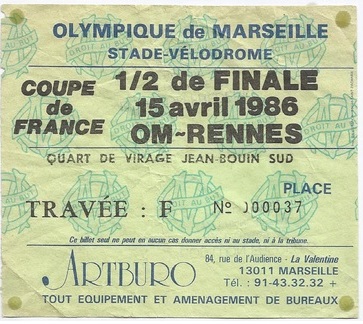 OLYMPIQUE de MARSEILLE
STADE-VÉLODROME
COUPE de FRANCE
1/2 de FINALE
15 avril 1986
OM~RENNES
QUART DE VIRAGE JEAN-BOUIN SUD
PLACE
TRAVÉE : F Nº 000037
Ce billet seul ne peut en aucun cas donner accès ni au stade, ni à la tribune.
ARTBURO
84, rue de l'Audience - La Valentine
13011 MARSEILLE
Tél. : 91-43.32.32 +
TOUT EQUIPEMENT ET AMENAGEMENT DE BUREAUX